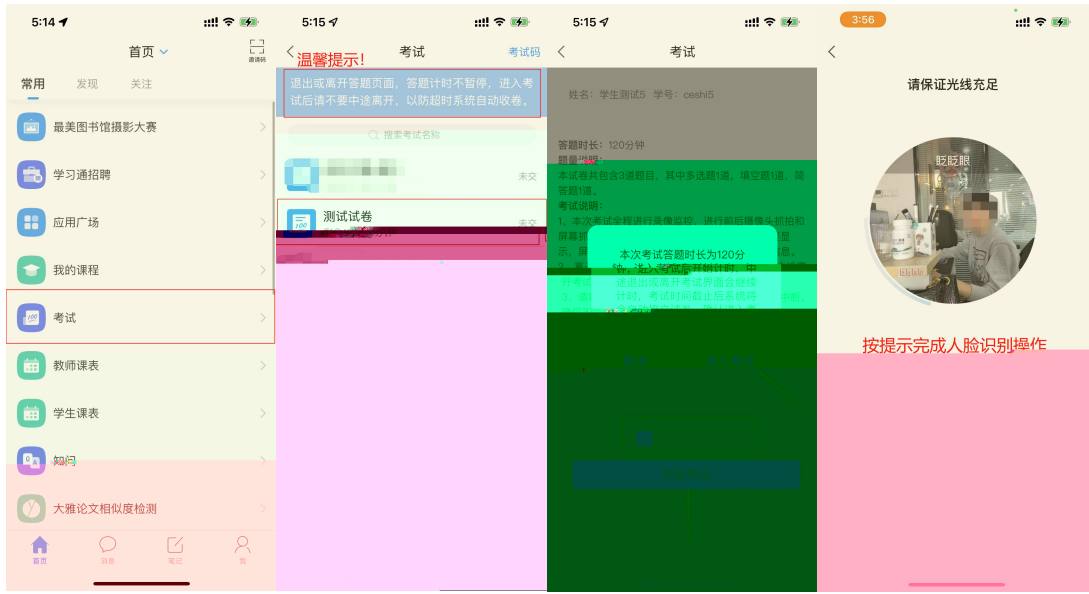 5:14
首页
邀请码
常用
发现
关注
最美图书馆摄影大赛
学习通招聘
应用广场
我的课程
考试
教师课表
学生课表
知问
大雅论文相似度检测
首页
消息
笔记
我
5:15
考试
考试码
温馨提示!
退出或离开答题页面，答题计时不暂停，进入考
试后请不要中途离开，以防超时系统自动收卷。
搜索考试名称
未交
测试试卷
未交
5:15
考试
姓名：学生测试5 学号：ceshi5
答题时长：120分钟
题量说明：
本试卷共包含3道题目，其中多选题1道，填空题1道，简
答题1道。
考试说明：
1、本次考试全程进行录像监控，进行前后摄像头抓拍和
屏幕抓
显
示，屏
息。
本次考试答题时长为120分
钟，进入考试后开始计时，中
途退出或离开考试界面会继续
计时，考试时间截止后系统将
3:56
请保证光线充足
眨眨眼
按提示完成人脸识别操作